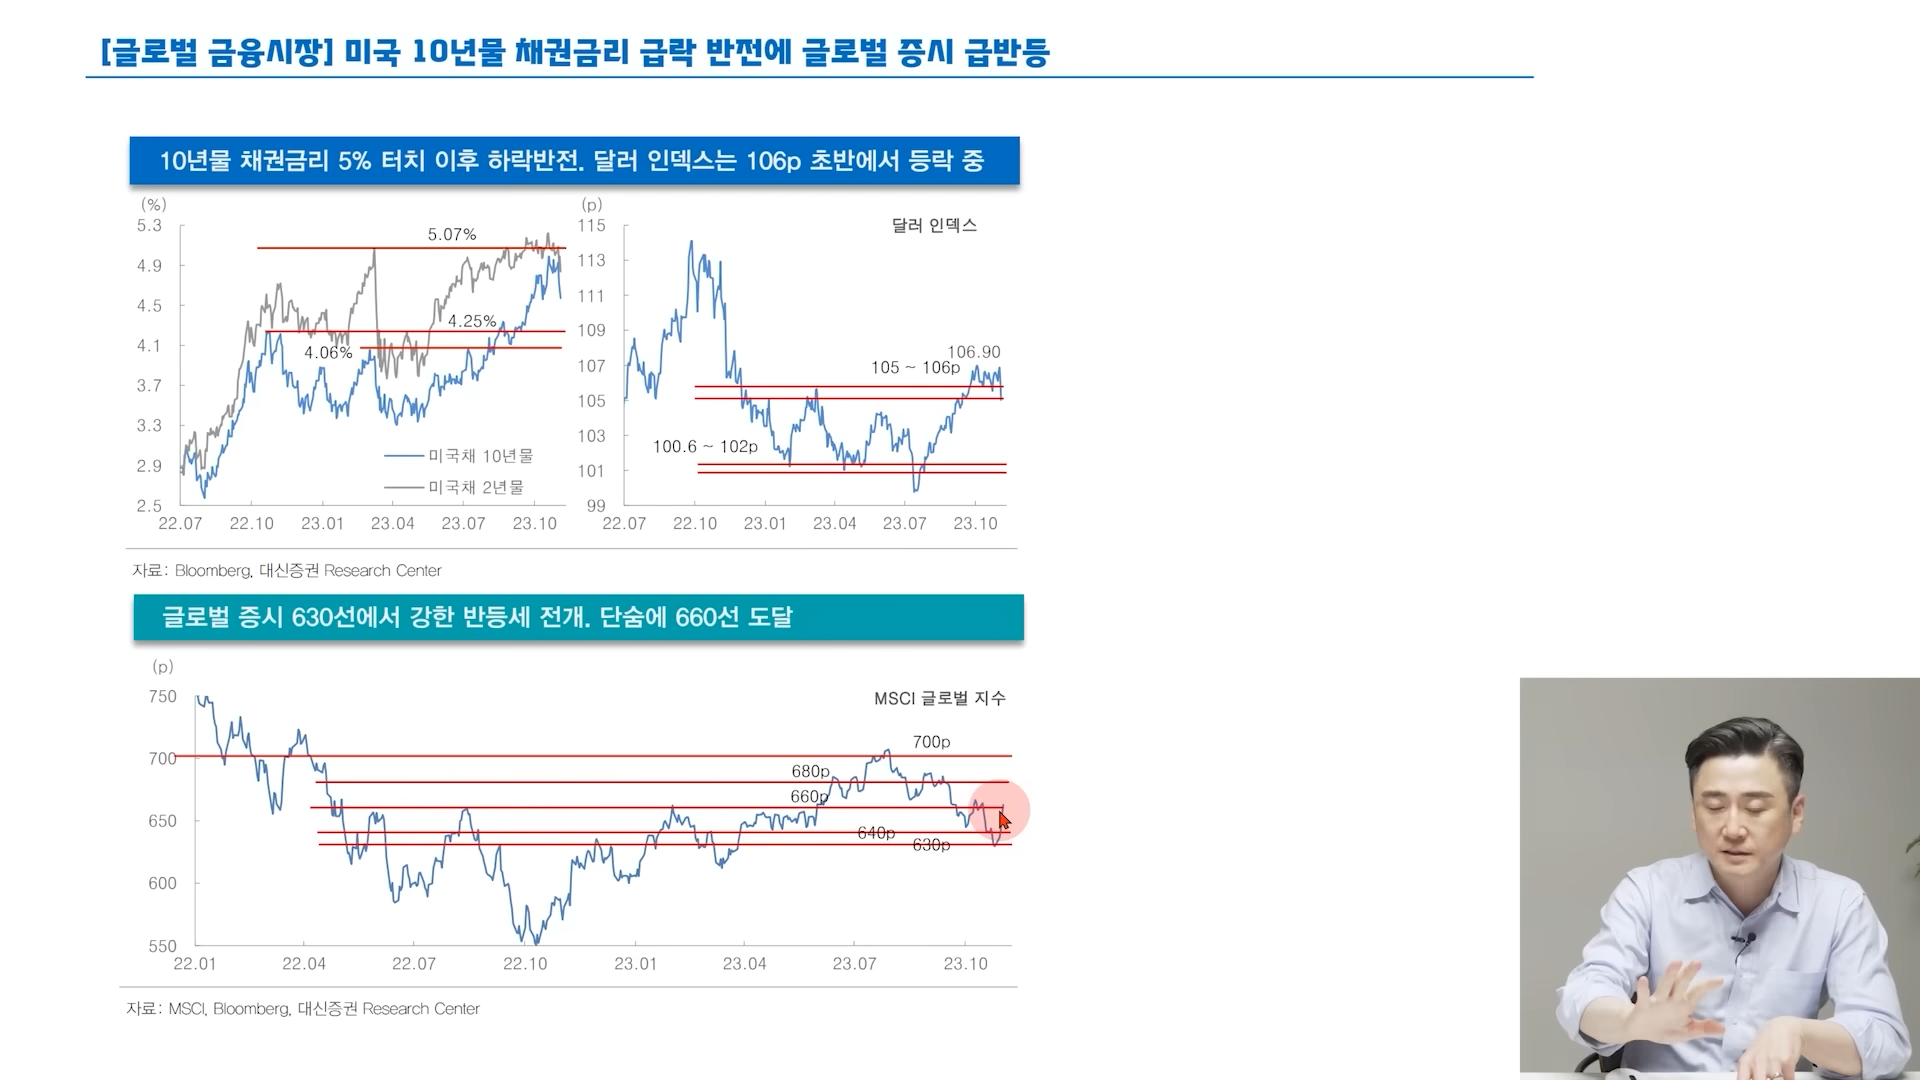 [글로벌 금융시장] 미국 10년물 채권금리 급락 반전에 글로벌 증시 급반등
10년물 채권금리 5% 터치 이후 하락반전. 달러 인덱스는 106p 초반에서 등락 중
(%)
5.3
4.9
4.5
4.1
3.7
3.3
2.9
2.5
5.07%
4.25%
4.06%
미국채 10년물
미국채 2년물
22.07 22.10 23.01 23.04 23.07 23.10
(p)
115
113
111
109
107
105
103
101
99
달러 인덱스
106.90
105 ~ 106p
100.6 ~ 102p
22.07 22.10 23.01 23.04 23.07 23.10
자료: Bloomberg, 대신증권 Research Center
글로벌 증시 630선에서 강한 반등세 전개. 단숨에 660선 도달
(p)
750
700
650
600
550
MSCI 글로벌 지수
700p
680p
660p
640p
630p
22.01 22.04 22.07 22.10 23.01 23.04 23.07 23.10
자료: MSCI, Bloomberg, 대신증권 Research Center